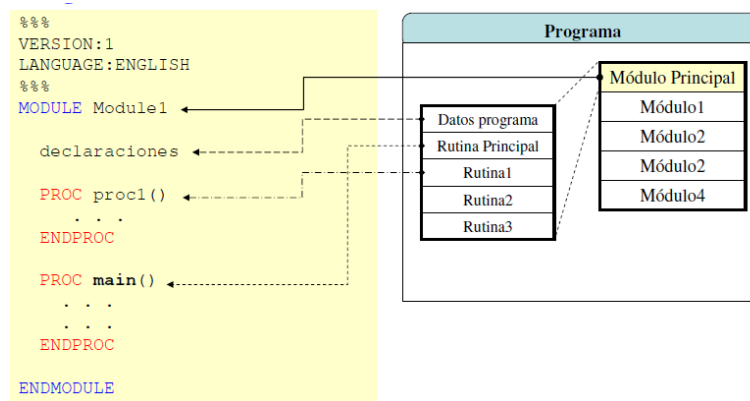 %%%
VERSION:1
LANGUAGE:ENGLISH
%%%
MODULE Module1
declaraciones
PROC proc1()
. . .
ENDPROC
PROC main()
. . .
. . .
ENDPROC
ENDMODULE
Programa
Módulo Principal
Módulo1
Módulo2
Módulo2
Módulo4
Datos programa
Rutina Principal
Rutina1
Rutina2
Rutina3